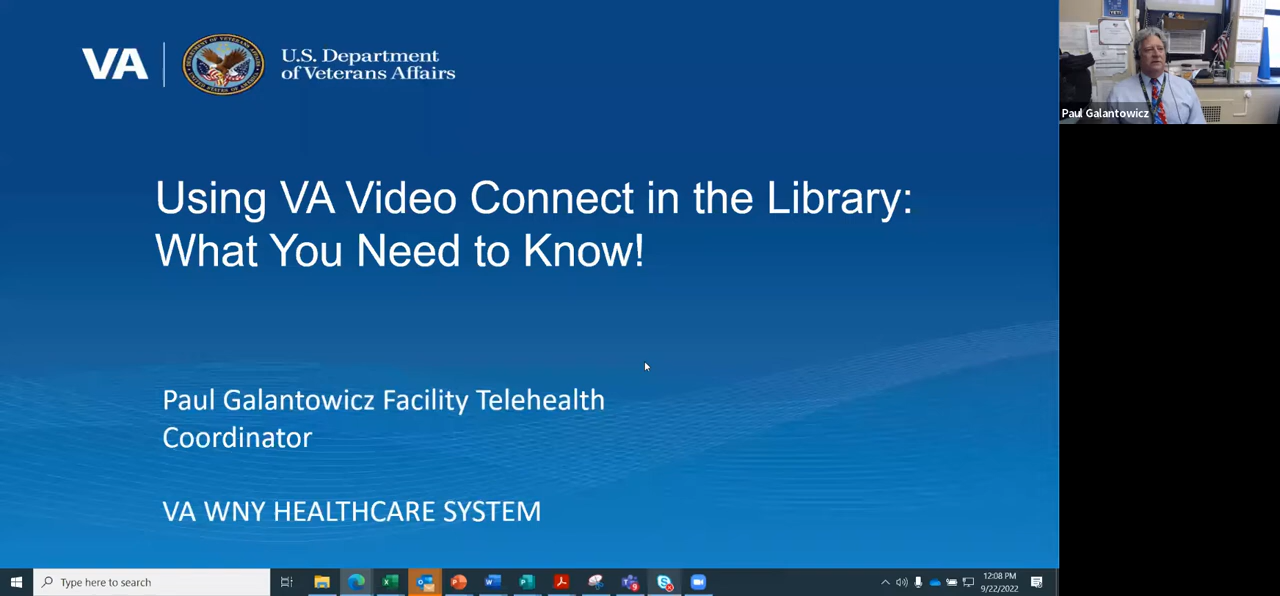 VA
U.S. Department
of Veterans Affairs
Using VA Video Connect in the Library:
What You Need to Know!
Paul Galantowicz Facility Telehealth
Coordinator
VA WNY HEALTHCARE SYSTEM
Paul Galantowicz
Type here to search
12:08 PM
9/22/2022